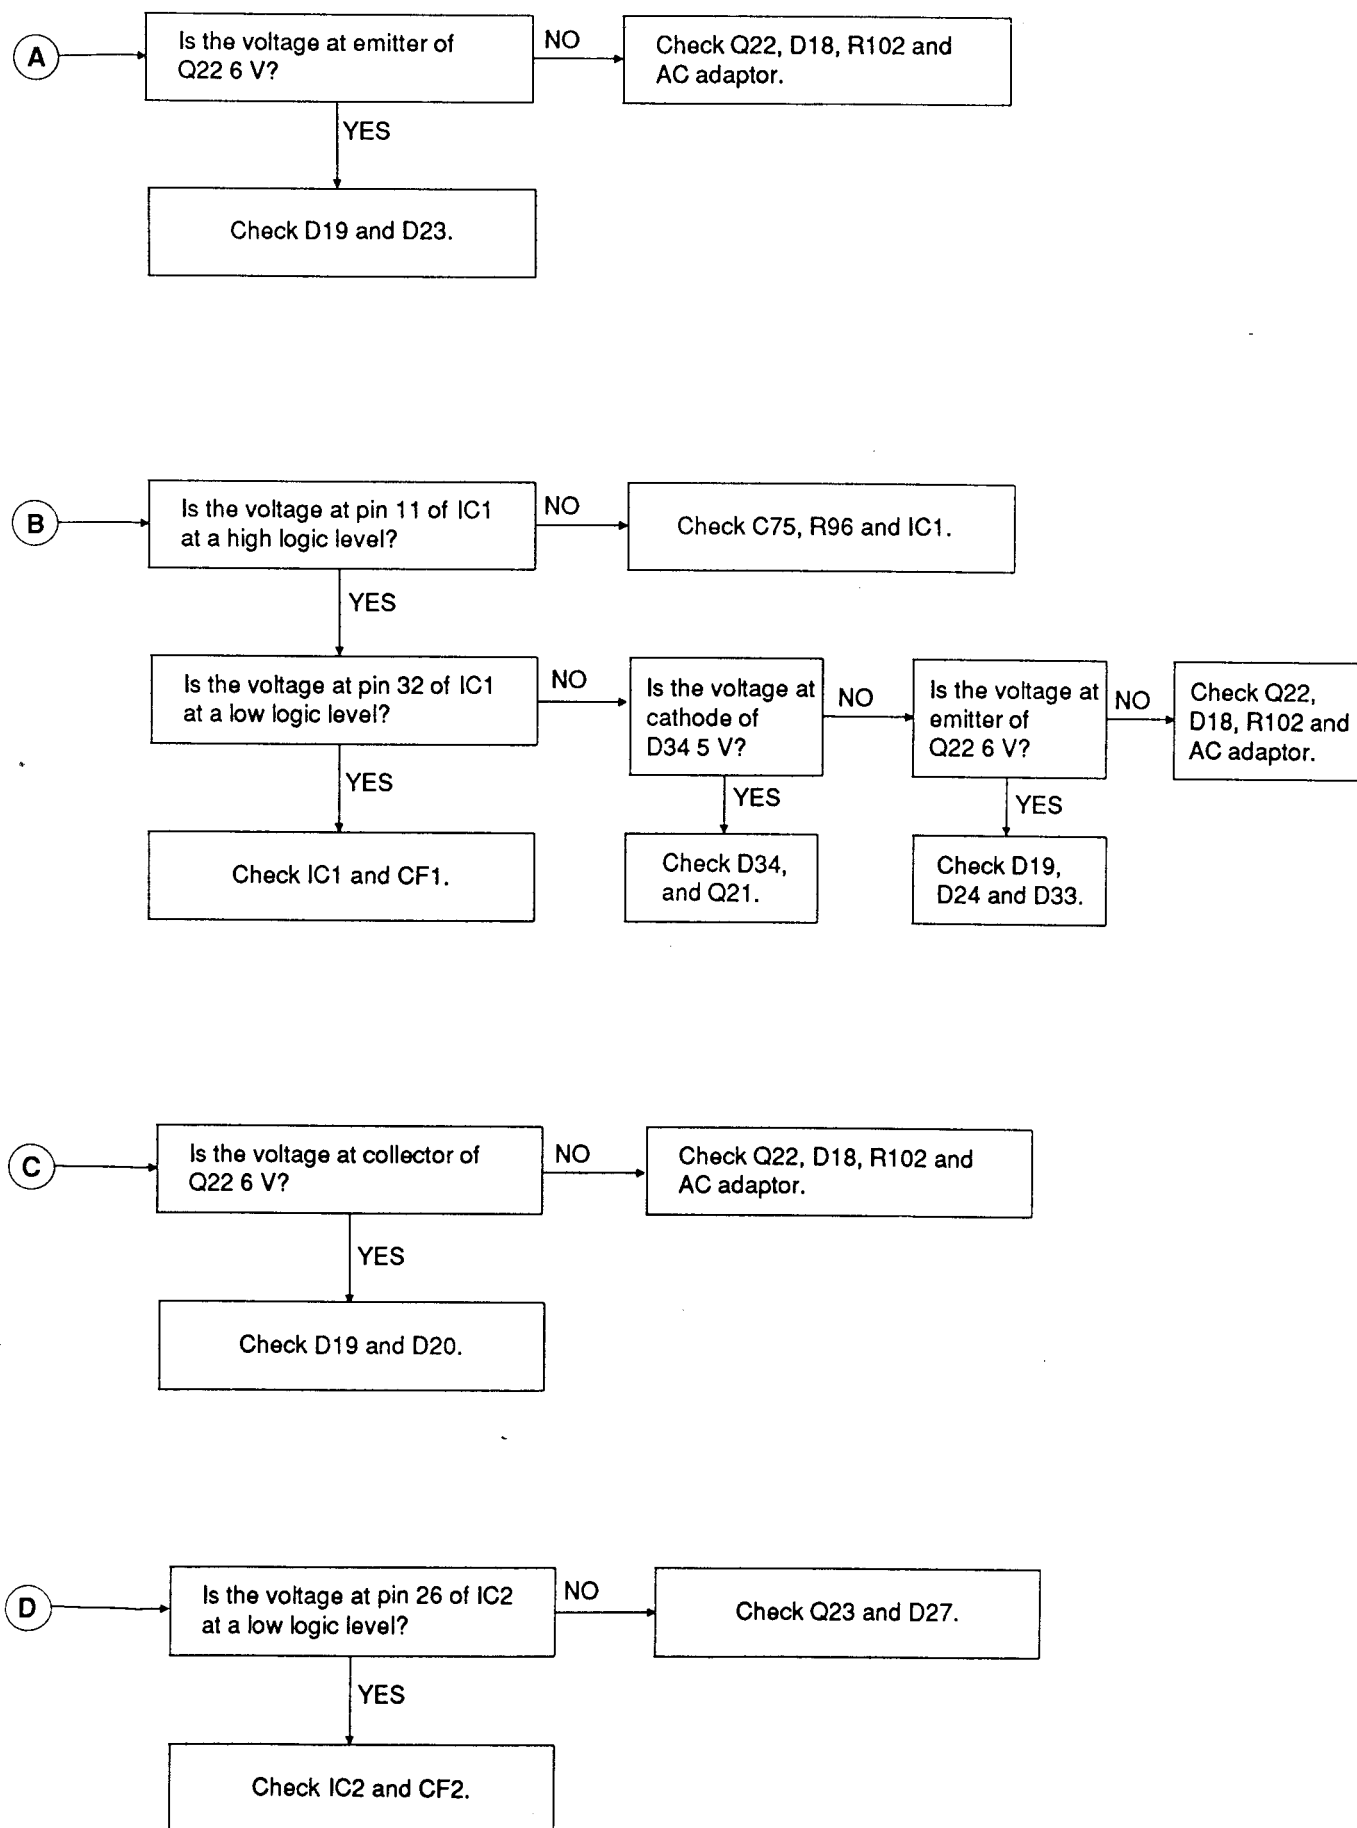 A
Is the voltage at emitter of
Q22 6 V?
NO
Check Q22, D18, R102 and
AC adaptor.
YES
Check D19 and D23.
B
Is the voltage at pin 11 of IC1
at a high logic level?
NO
Check C75, R96 and IC1.
YES
Is the voltage at pin 32 of IC1
at a low logic level?
NO
Is the voltage at
cathode of
D34 5 V?
NO
Is the voltage at
emitter of
Q22 6 V?
NO
Check Q22,
D18, R102 and
AC adaptor.
YES
Check IC1 and CF1.
YES
Check D34,
and Q21.
YES
Check D19,
D24 and D33.
C
Is the voltage at collector of
Q22 6 V?
NO
Check Q22, D18, R102 and
AC adaptor.
YES
Check D19 and D20.
D
Is the voltage at pin 26 of IC2
at a low logic level?
NO
Check Q23 and D27.
YES
Check IC2 and CF2.